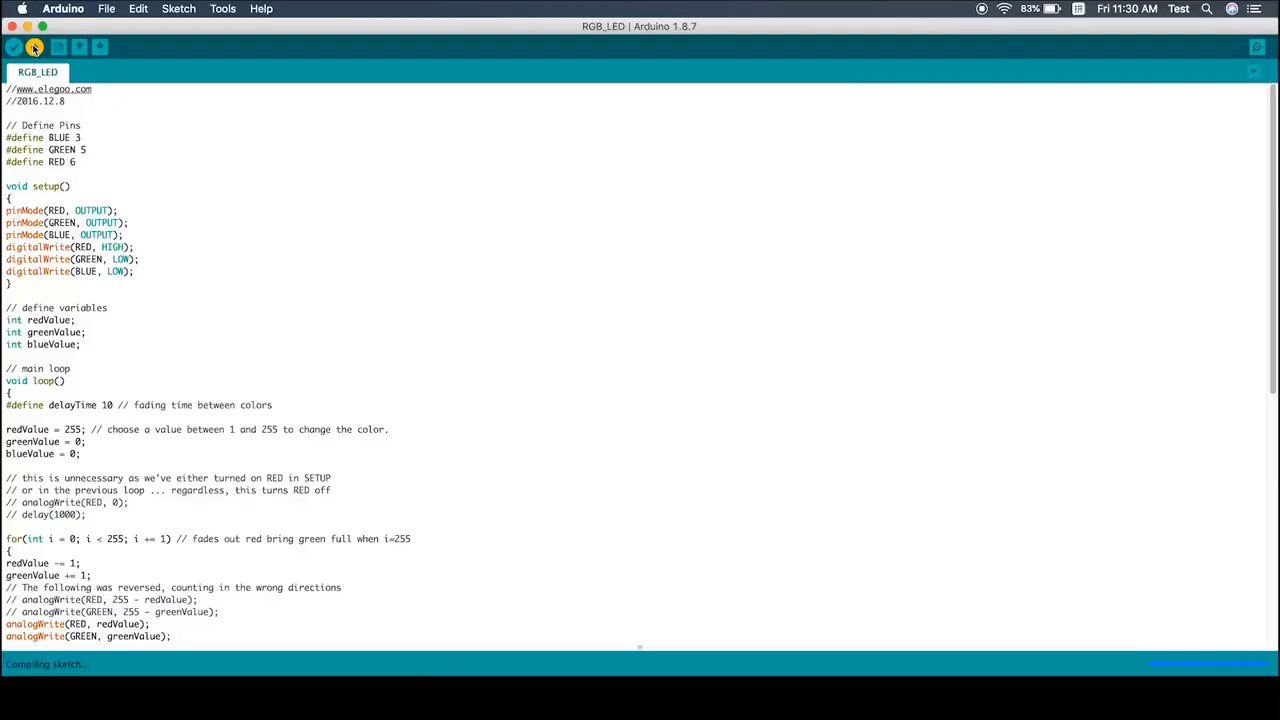 Arduino File Edit Sketch Tools Help 83% Fri 11:30 AM Test
RGB_LED | Arduino 1.8.7
RGB_LED
//www.elegoo.com
//2016.12.8
// Define Pins
#define BLUE 3
#define GREEN 5
#define RED 6
void setup()
{
pinMode(RED, OUTPUT);
pinMode(GREEN, OUTPUT);
pinMode(BLUE, OUTPUT);
digitalWrite(RED, HIGH);
digitalWrite(GREEN, LOW);
digitalWrite(BLUE, LOW);
}
// define variables
int redValue;
int greenValue;
int blueValue;
// main loop
void loop()
{
#define delayTime 10 // fading time between colors
redValue = 255; // choose a value between 1 and 255 to change the color.
greenValue = 0;
blueValue = 0;
// this is unnecessary as we've either turned on RED in SETUP
// or in the previous loop ... regardless, this turns RED off
// analogWrite(RED, 0);
// delay(1000);
for(int i = 0; i < 255; i += 1) // fades out red bring green full when i=255
{
redValue -= 1;
greenValue += 1;
// The following was reversed, counting in the wrong directions
// analogWrite(RED, 255 - redValue);
// analogWrite(GREEN, 255 - greenValue);
analogWrite(RED, redValue);
analogWrite(GREEN, greenValue);
Compiling sketch...